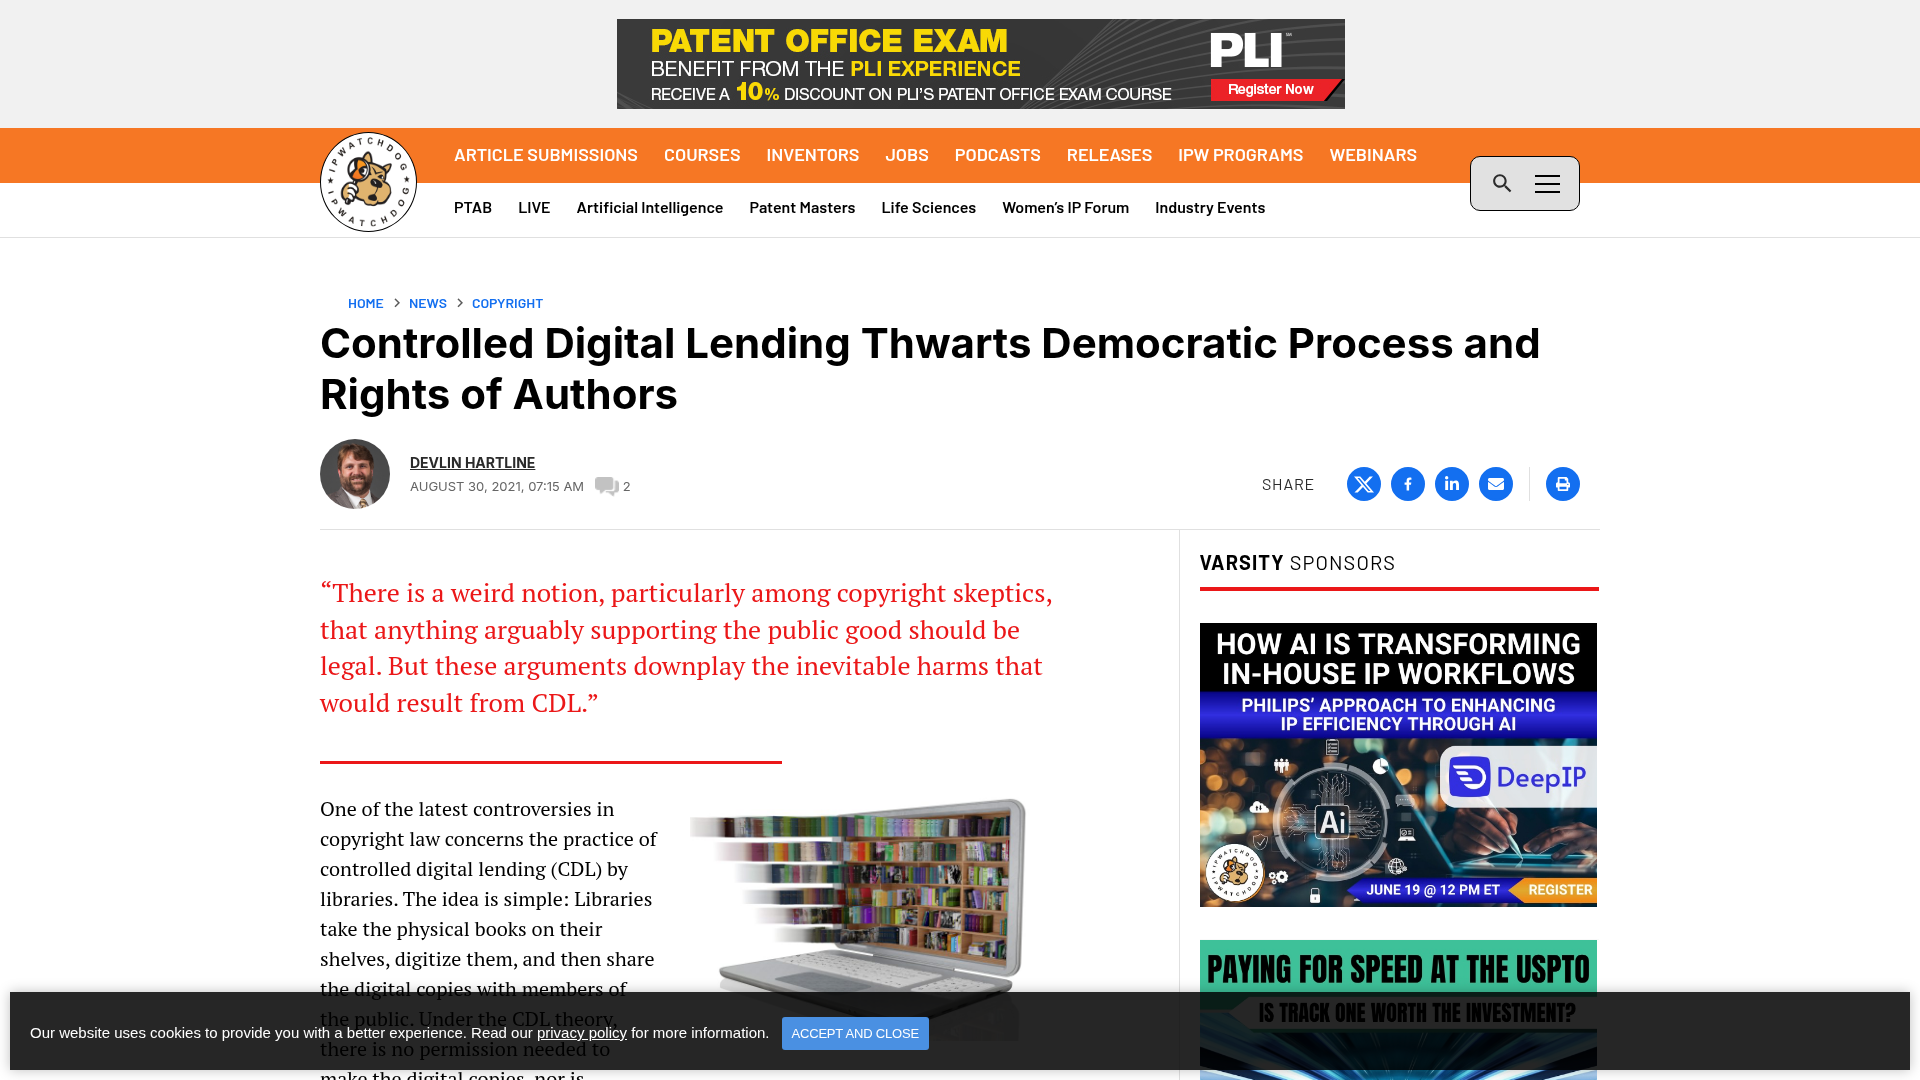 PATENT OFFICE EXAM
BENEFIT FROM THE PLI EXPERIENCE
RECEIVE A 10% DISCOUNT ON PLI'S PATENT OFFICE EXAM COURSE
PLI
Register Now
IPWATCHDOG
IPWATCHDOG
ARTICLE SUBMISSIONS COURSES INVENTORS JOBS PODCASTS RELEASES IPW PROGRAMS WEBINARS
PTAB LIVE Artificial Intelligence Patent Masters Life Sciences Women’s IP Forum Industry Events
HOME > NEWS > COPYRIGHT
Controlled Digital Lending Thwarts Democratic Process and
Rights of Authors
DEVLIN HARTLINE
AUGUST 30, 2021, 07:15 AM 2
SHARE
“There is a weird notion, particularly among copyright skeptics,
that anything arguably supporting the public good should be
legal. But these arguments downplay the inevitable harms that
would result from CDL.”
One of the latest controversies in
copyright law concerns the practice of
controlled digital lending (CDL) by
libraries. The idea is simple: Libraries
take the physical books on their
shelves, digitize them, and then share
the digital copies with members of
the public. Under the CDL theory,
there is no permission needed to
make the digital copies, nor is
VARSITY SPONSORS
HOW AI IS TRANSFORMING
IN-HOUSE IP WORKFLOWS
PHILIPS’ APPROACH TO ENHANCING
IP EFFICIENCY THROUGH AI
DeepIP
Ai
IPWATCHDOG
IPWATCHDOG
JUNE 19 @ 12 PM ET REGISTER
PAYING FOR SPEED AT THE USPTO
IS TRACK ONE WORTH THE INVESTMENT?
Our website uses cookies to provide you with a better experience. Read our privacy policy for more information. ACCEPT AND CLOSE